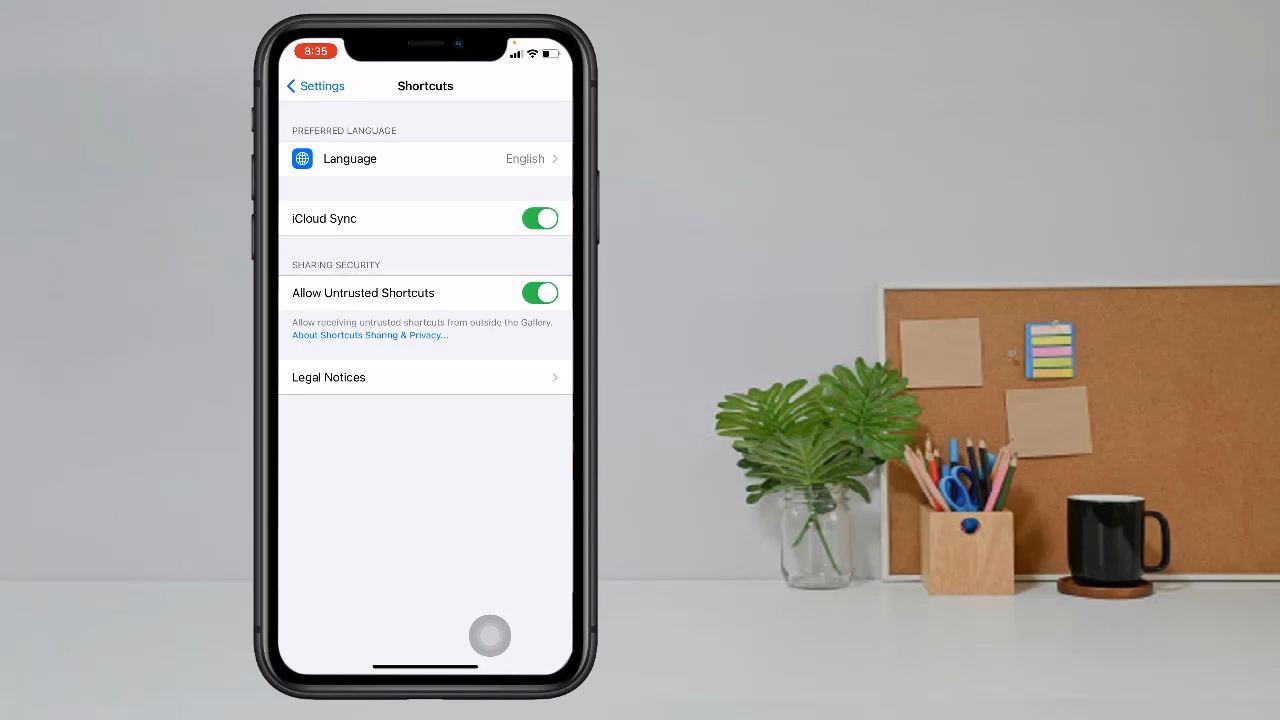 8:35
Settings
Shortcuts
PREFERRED LANGUAGE
Language
English
iCloud Sync
SHARING SECURITY
Allow Untrusted Shortcuts
Allow receiving untrusted shortcuts from outside the Gallery.
About Shortcuts Sharing & Privacy...
Legal Notices